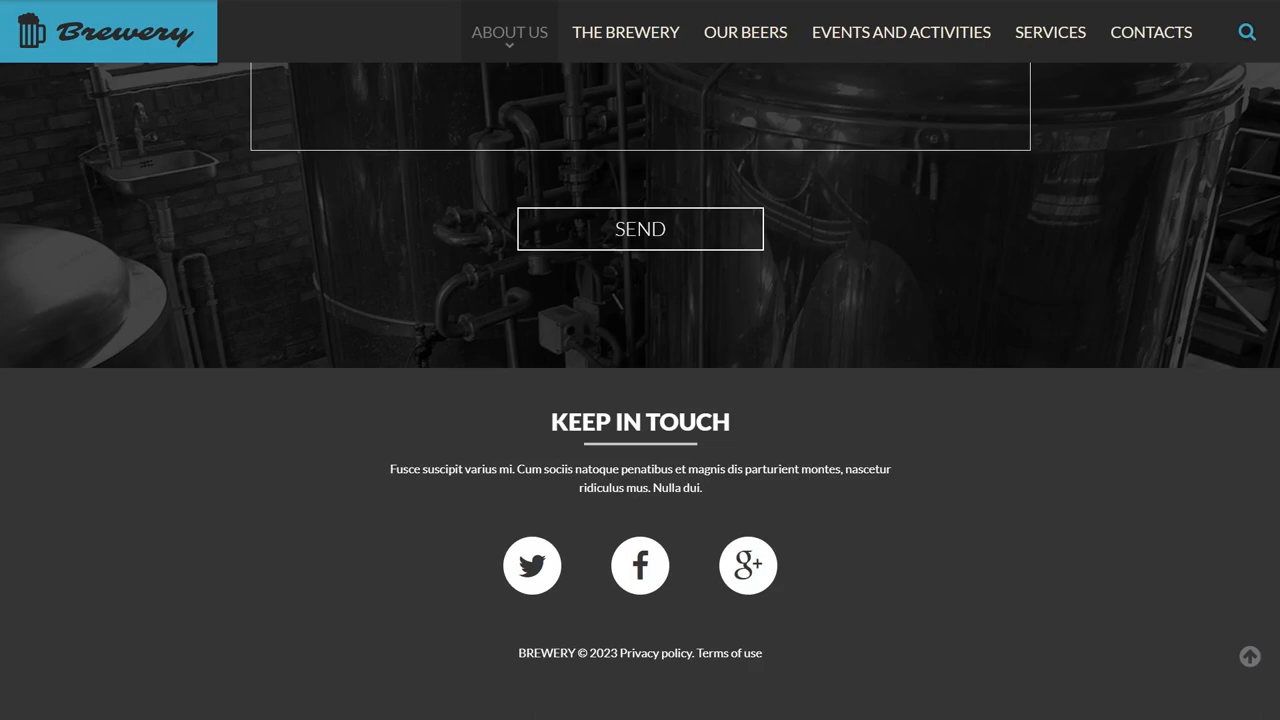 Brewery
ABOUT US
THE BREWERY
OUR BEERS
EVENTS AND ACTIVITIES
SERVICES
CONTACTS
SEND
KEEP IN TOUCH
Fusce suscipit varius mi. Cum sociis natoque penatibus et magnis dis parturient montes, nascetur
ridiculus mus. Nulla dui.
g+
BREWERY © 2023 Privacy policy. Terms of use